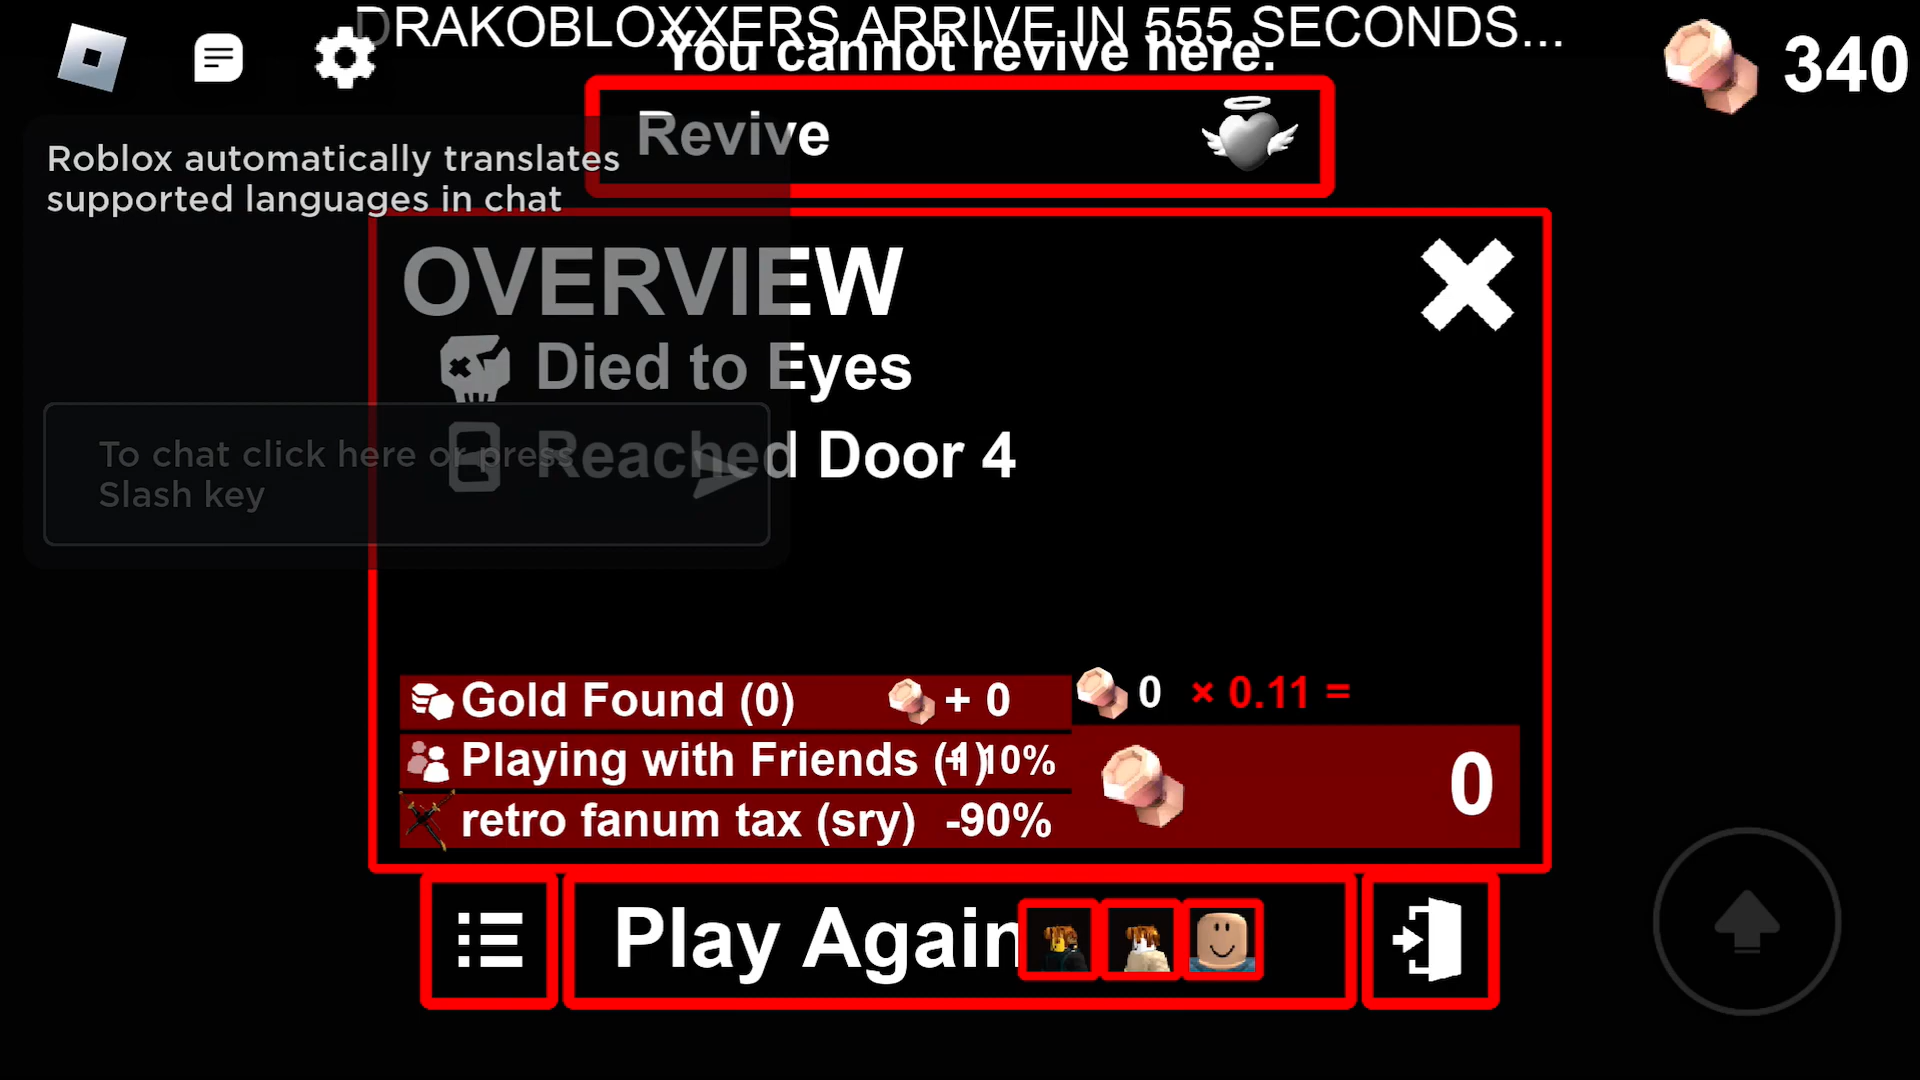 DRAKOBLOXXERS ARRIVE IN 555 SECONDS...
You cannot revive here.
340
Revive
Roblox automatically translates
supported languages in chat
OVERVIEW
Died to Eyes
Reached Door 4
To chat click here or press
Slash key
Gold Found (0) + 0
0 × 0.11 =
Playing with Friends (1) + 10%
retro fanum tax (sry) -90%
0
Play Again